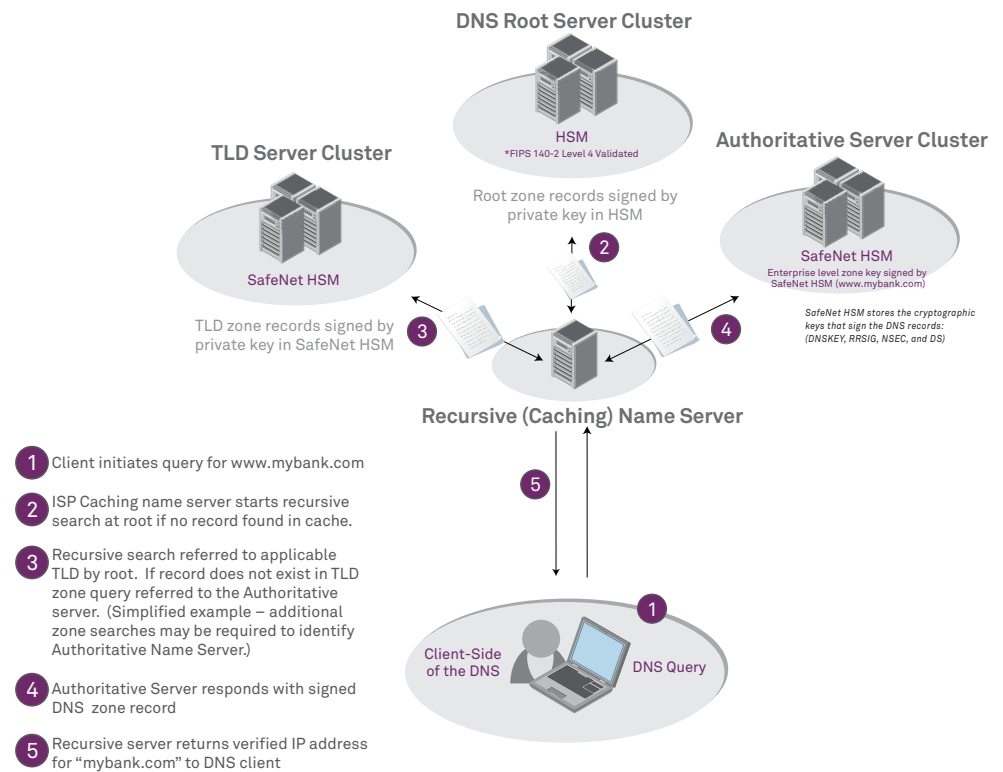 DNS Root Server Cluster
HSM
*FIPS 140-2 Level 4 Validated
TLD Server Cluster
SafeNet HSM
Authoritative Server Cluster
SafeNet HSM
Enterprise level zone key signed by
SafeNet HSM (www.mybank.com)
Root zone records signed by
private key in HSM
2
SafeNet HSM stores the cryptographic
keys that sign the DNS records:
(DNSKEY, RRSIG, NSEC, and DS)
TLD zone records signed by
private key in SafeNet HSM
3
4
Recursive (Caching) Name Server
5
1 Client initiates query for www.mybank.com
2 ISP Caching name server starts recursive
search at root if no record found in cache.
3 Recursive search referred to applicable
TLD by root. If record does not exist in TLD
zone query referred to the Authoritative
server. (Simplified example – additional
zone searches may be required to identify
Authoritative Name Server.)
4 Authoritative Server responds with signed
DNS zone record
5 Recursive server returns verified IP address
for “mybank.com” to DNS client
1
Client-Side
of the DNS
DNS Query